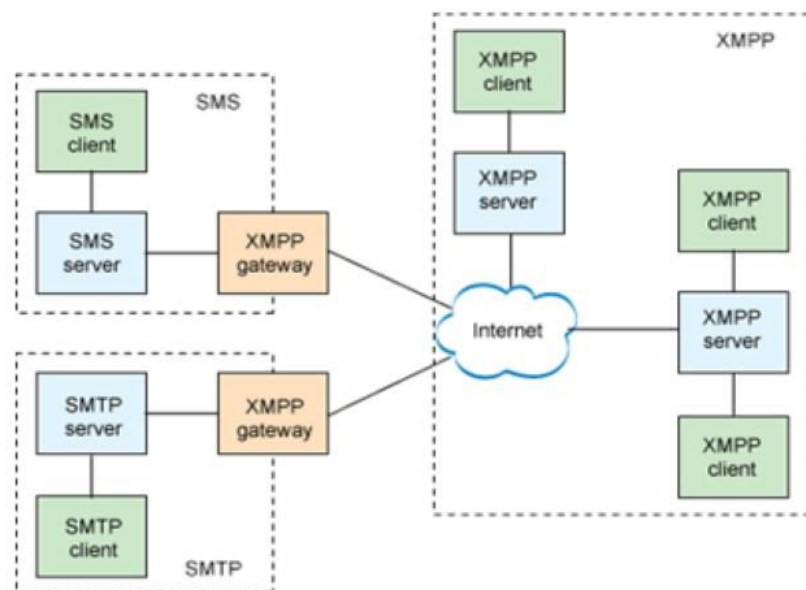 SMS
SMS
client
SMS
server
XMPP
gateway
SMTP
server
XMPP
gateway
SMTP
client
SMTP
XMPP
XMPP
client
XMPP
server
XMPP
client
Internet
XMPP
server
XMPP
client